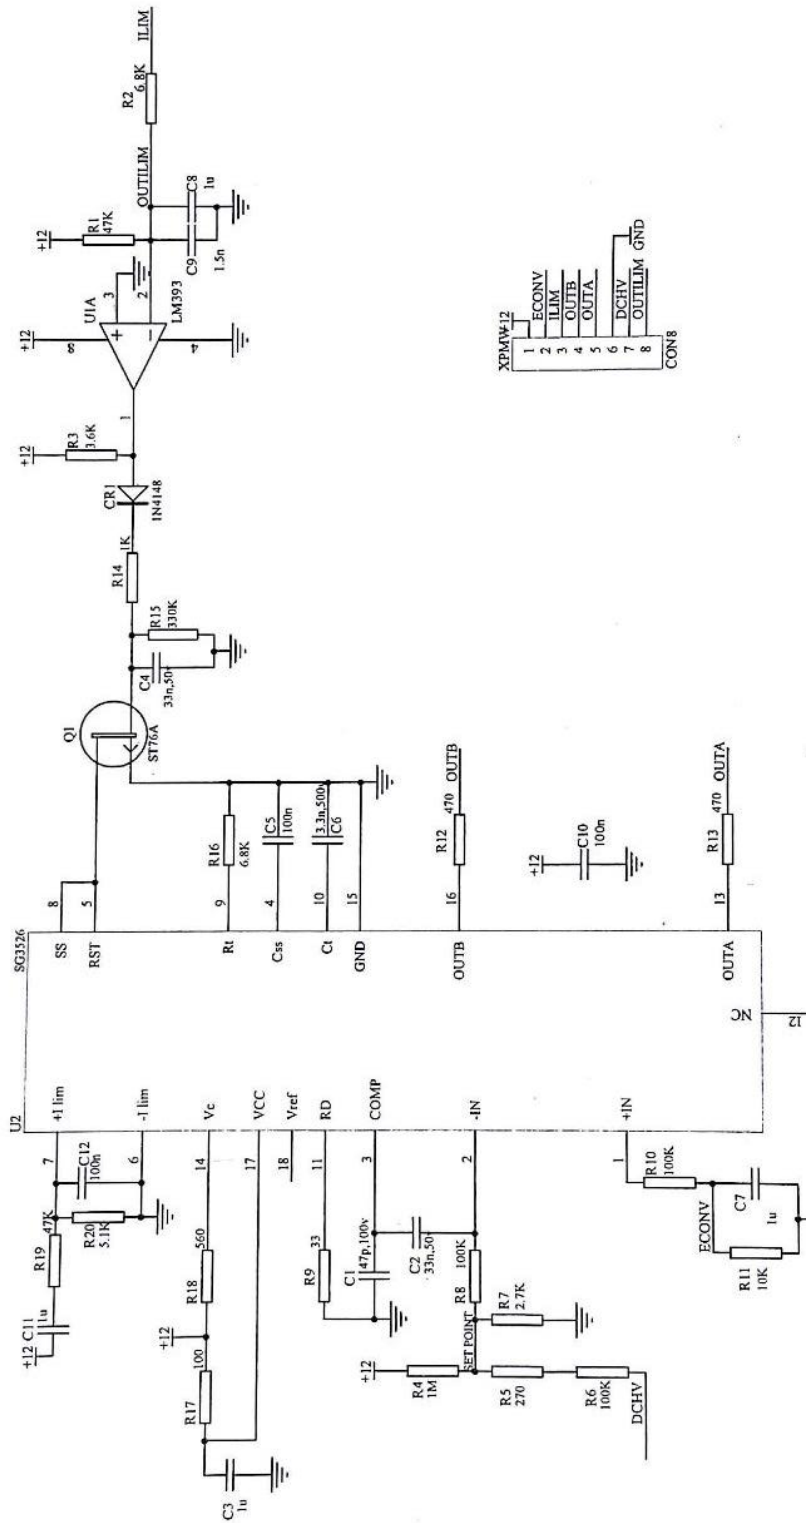 U2
SG3526
+I lim
-I lim
Vc
VCC
Vref
RD
COMP
-IN
+IN
SS
RST
Rt
Css
Ct
GND
OUTB
OUTA
NC
7
6
14
17
18
11
3
2
1
8
5
9
4
10
15
16
13
12
+12
C11
1u
R19
47K
R20
5.1K
C12
100n
+12
R17
100
R18
560
C3
1u
R9
33
C1
47p,100v
C2
33n,50v
+12
R4
1M
SET POINT
R8
100K
R7
2.7K
R5
270
R6
100K
DCHV
R10
100K
ECONV
R11
10K
C7
1u
Q1
ST76A
C4
33n,50v
R15
330K
R14
1K
CR1
1N4148
+12
R3
3.6K
1
+12
8
U1A
+
-
3
2
4
LM393
+12
R1
47K
OUTILIM
C9
1.5n
C8
1u
R2
6.8K
ILIM
R16
6.8K
C5
100n
3.3n,500v
C6
R12
470
OUTB
+12
C10
100n
R13
470
OUTA
XPMW
+12
1
2
3
4
5
6
7
8
ECONV
ILIM
OUTB
OUTA
DCHV
OUTILIM
GND
CON8